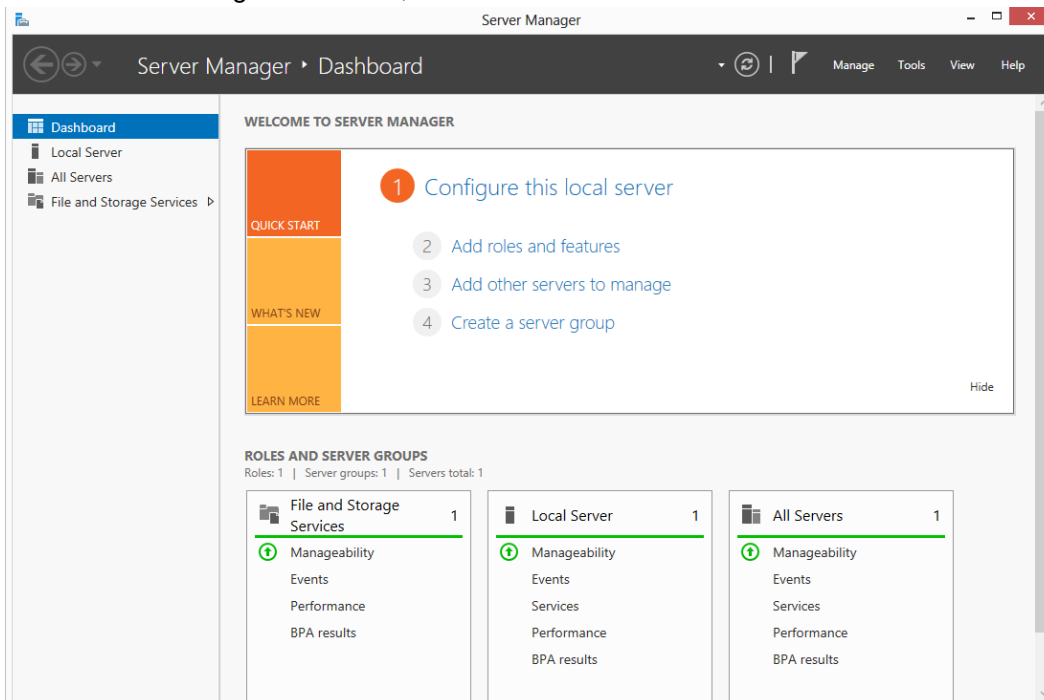 Server Manager
Server Manager • Dashboard
Manage Tools View Help
Dashboard
Local Server
All Servers
File and Storage Services
WELCOME TO SERVER MANAGER
QUICK START
WHAT'S NEW
LEARN MORE
1 Configure this local server
2 Add roles and features
3 Add other servers to manage
4 Create a server group
Hide
ROLES AND SERVER GROUPS
Roles: 1 | Server groups: 1 | Servers total: 1
File and Storage
Services 1
Manageability
Events
Performance
BPA results
Local Server 1
Manageability
Events
Services
Performance
BPA results
All Servers 1
Manageability
Events
Services
Performance
BPA results